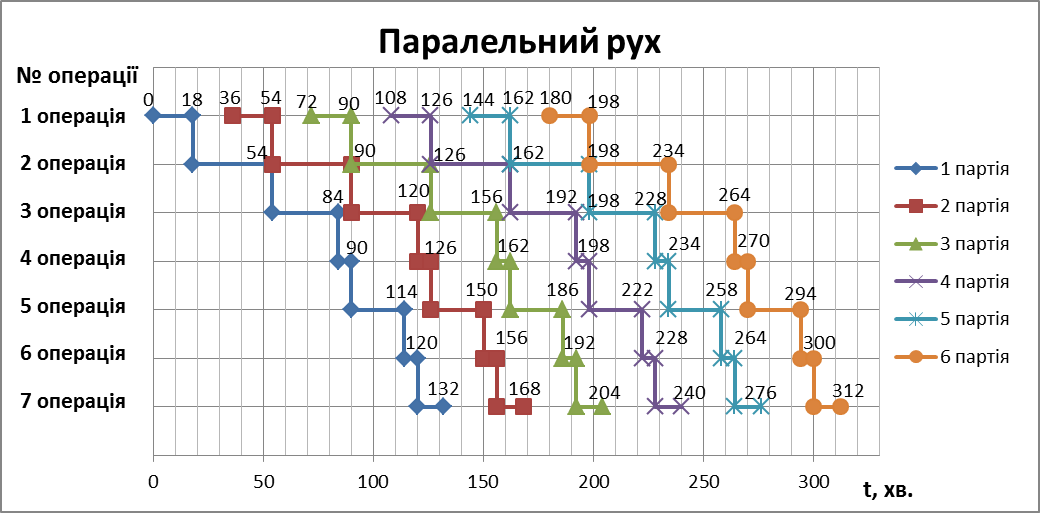 Паралельний рух
№ операції
0 18 36 54 72 90 108 126 144 162 180 198
1 операція
54 90 126 162 198 234
2 операція
84 120 156 192 198 228 264
3 операція
90 126 162 198 234 270
4 операція
114 150 186 222 258 294
5 операція
120 156 192 228 264 300
6 операція
132 168 204 240 276 312
7 операція
0 50 100 150 200 250 300
t, хв.
1 партія
2 партія
3 партія
4 партія
5 партія
6 партія